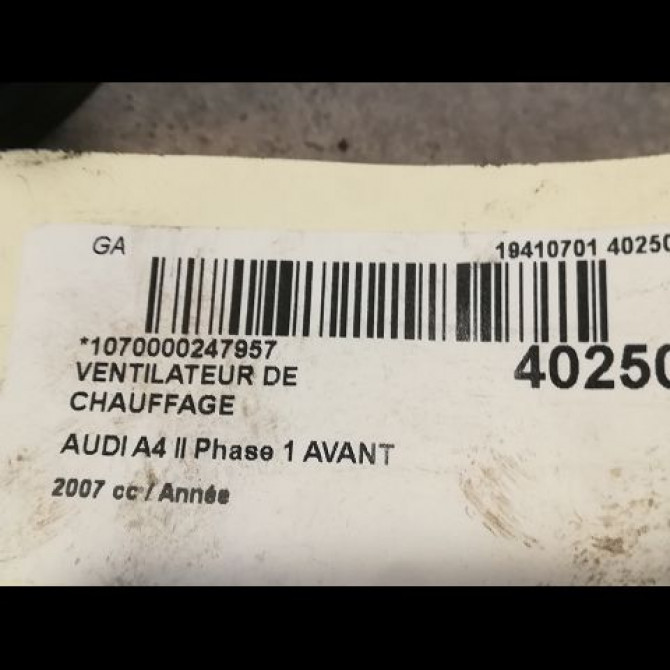 GA 19410701 40250
*1070000247957
40250
VENTILATEUR DE
CHAUFFAGE
AUDI A4 II Phase 1 AVANT
2007 cc / Année